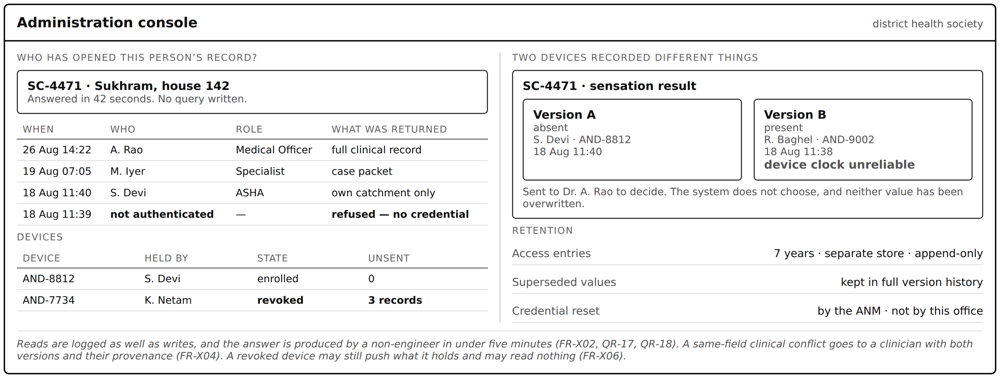 Administration console
district health society
WHO HAS OPENED THIS PERSON’S RECORD?
SC-4471 · Sukhram, house 142
Answered in 42 seconds. No query written.
WHEN WHO ROLE WHAT WAS RETURNED
26 Aug 14:22 A. Rao Medical Officer full clinical record
19 Aug 07:05 M. Iyer Specialist case packet
18 Aug 11:40 S. Devi ASHA own catchment only
18 Aug 11:39 not authenticated — refused — no credential
DEVICES
DEVICE HELD BY STATE UNSENT
AND-8812 S. Devi enrolled 0
AND-7734 K. Netam revoked 3 records
TWO DEVICES RECORDED DIFFERENT THINGS
SC-4471 · sensation result
Version A
absent
S. Devi · AND-8812
18 Aug 11:40
Version B
present
R. Baghel · AND-9002
18 Aug 11:38
device clock unreliable
Sent to Dr. A. Rao to decide. The system does not choose, and neither value has been
overwritten.
RETENTION
Access entries 7 years · separate store · append-only
Superseded values kept in full version history
Credential reset by the ANM · not by this office
Reads are logged as well as writes, and the answer is produced by a non-engineer in under five minutes (FR-X02, QR-17, QR-18). A same-field clinical conflict goes to a clinician with both
versions and their provenance (FR-X04). A revoked device may still push what it holds and may read nothing (FR-X06).